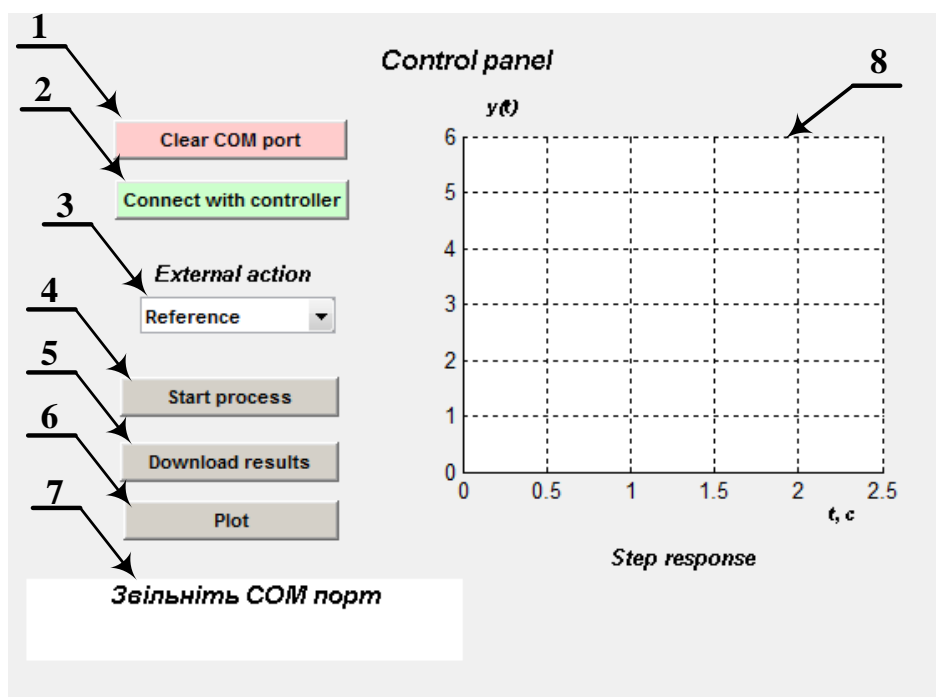 1
Control panel
8
2
y(t)
Clear COM port
6
Connect with controller
5
3
External action
4
Reference
3
4
2
Start process
5
1
6
Download results
0
0 0.5 1 1.5 2 2.5
7
Plot
t, c
Step response
Звільніть COM порт